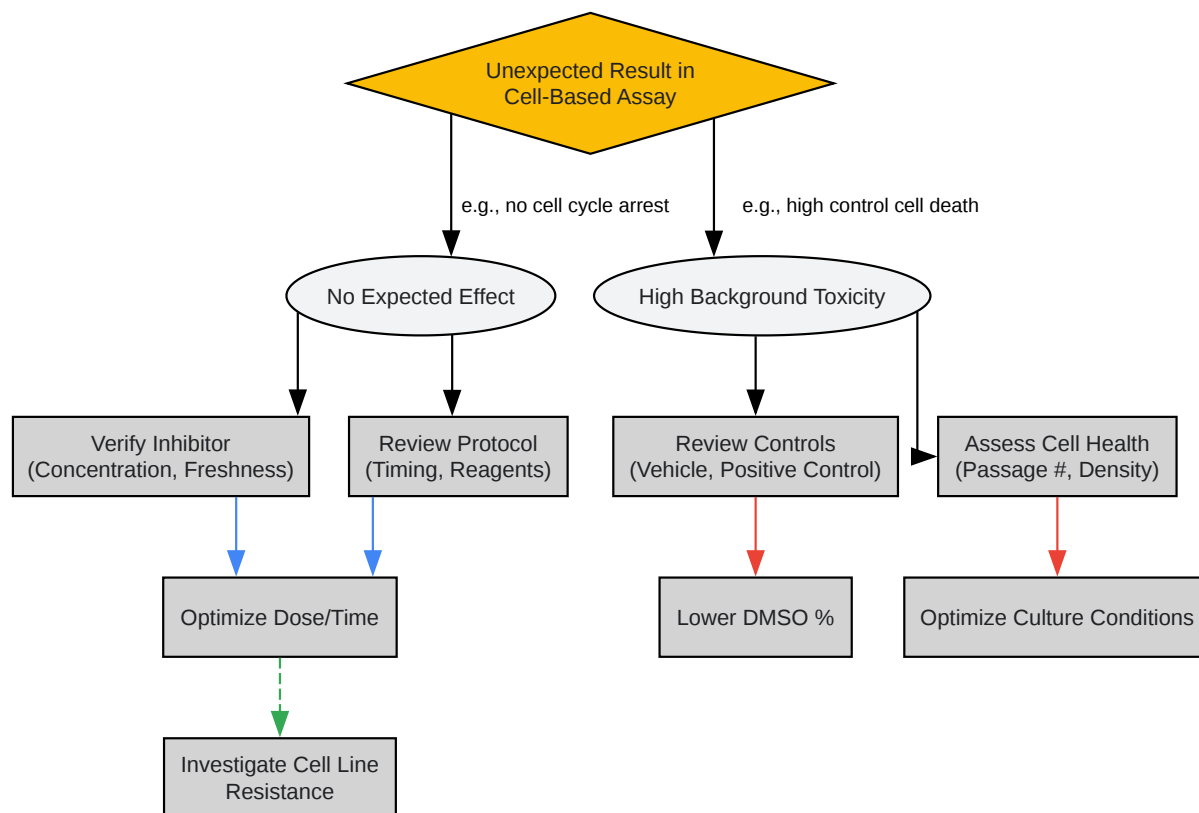 Unexpected Result in
Cell-Based Assay
e.g., no cell cycle arrest
e.g., high control cell death
No Expected Effect
High Background Toxicity
Verify Inhibitor
(Concentration, Freshness)
Review Protocol
(Timing, Reagents)
Review Controls
(Vehicle, Positive Control)
Assess Cell Health
(Passage #, Density)
Optimize Dose/Time
Lower DMSO %
Optimize Culture Conditions
Investigate Cell Line
Resistance